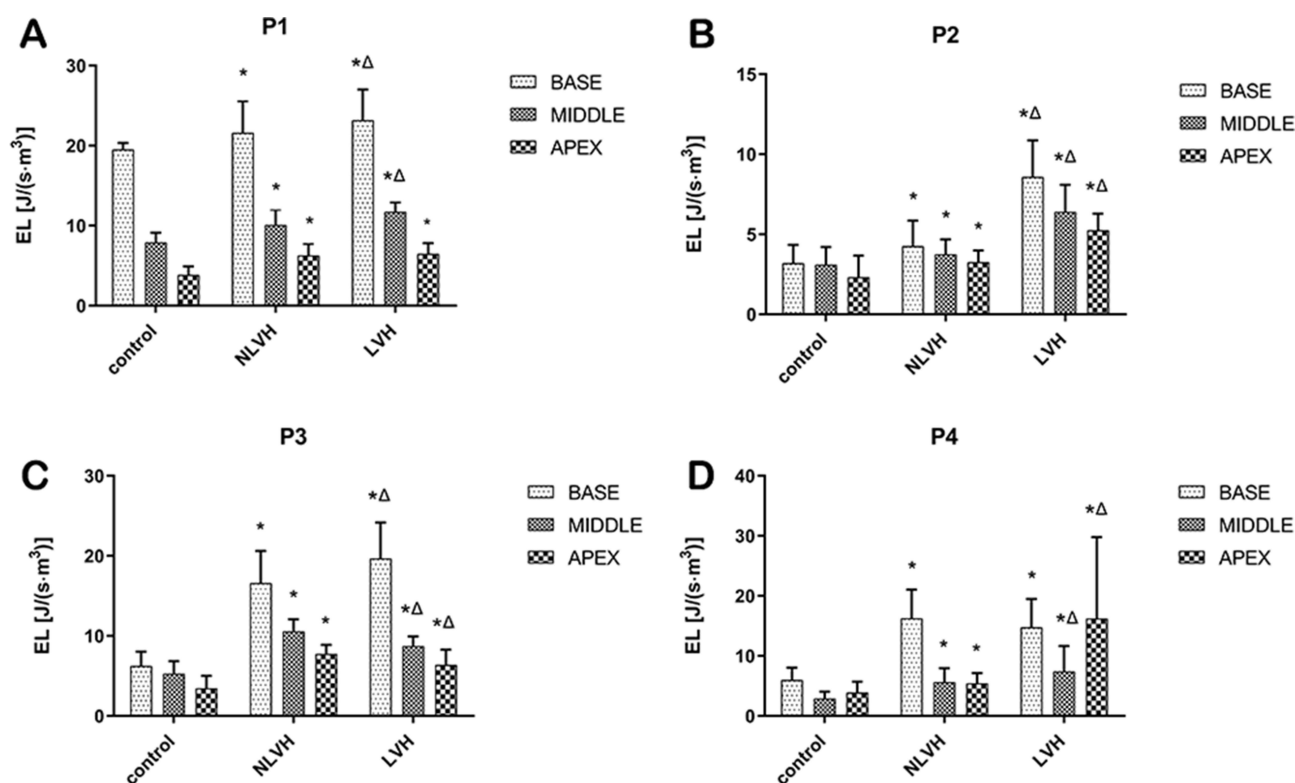 A
P1
EL [J/(s·m³)]
30
20
10
0
* *Δ
* *Δ
* *
control NLVH LVH
BASE
MIDDLE
APEX
B
P2
EL [J/(s·m³)]
15
10
5
0
* * *
*Δ *Δ *Δ
control NLVH LVH
BASE
MIDDLE
APEX
C
P3
EL [J/(s·m³)]
30
20
10
0
* * *
*Δ *Δ *Δ
control NLVH LVH
BASE
MIDDLE
APEX
D
P4
EL [J/(s·m³)]
40
30
20
10
0
* * *
* *Δ *Δ
control NLVH LVH
BASE
MIDDLE
APEX